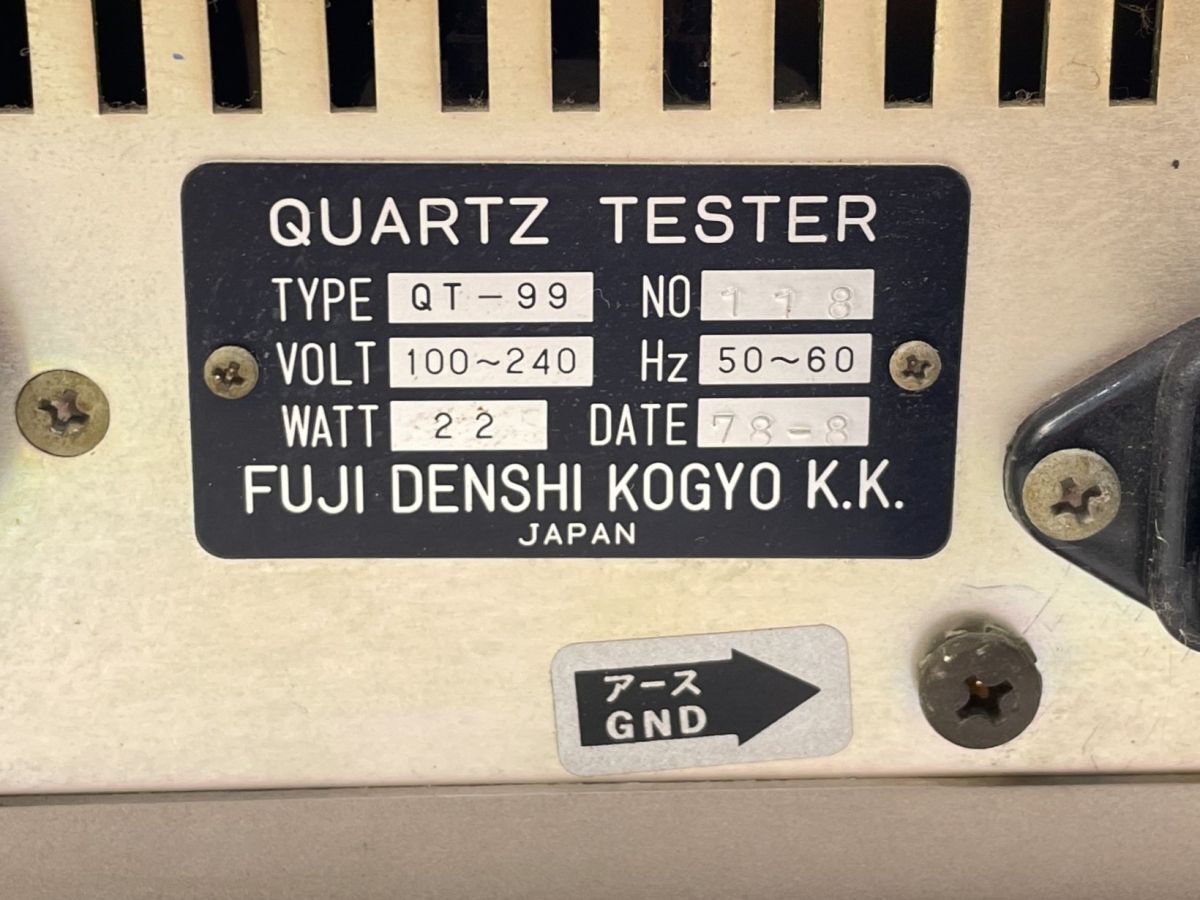 QUARTZ TESTER
TYPE QT-99 NO 118
VOLT 100~240 Hz 50~60
WATT 22 DATE 78-8
FUJI DENSHI KOGYO K.K.
JAPAN
アース
GND